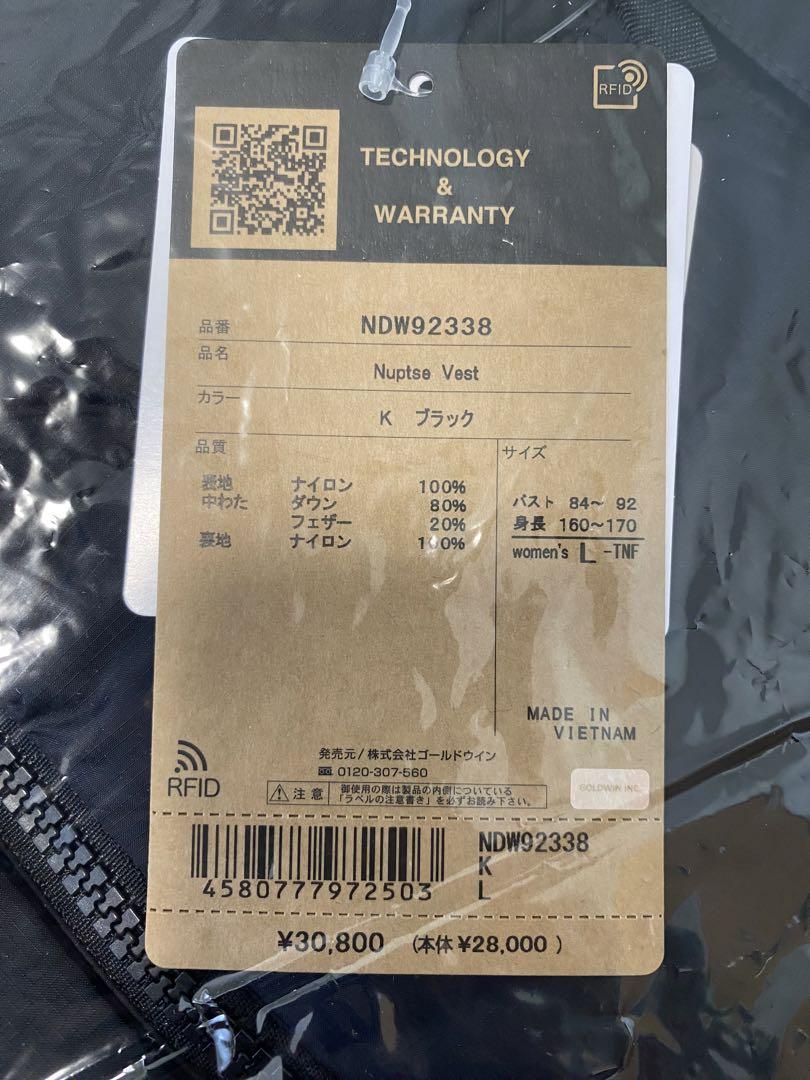 RFID
TECHNOLOGY
&
WARRANTY
品番 NDW92338
品名 Nuptse Vest
カラー K ブラック
品質
表地 ナイロン 100%
中わた ダウン 80%
フェザー 20%
裏地 ナイロン 100%
サイズ
バスト 84〜 92
身長 160〜170
women's L -TNF
MADE IN
VIETNAM
RFID
発売元/株式会社ゴールドウイン
0120-307-560
注意 御使用の際は製品の内側についている
「ラベルの注意書き」を必ずお読み下さい。
GOLDWIN INC.
4580777972503
NDW92338
K
L
¥30,800 (本体¥28,000 )